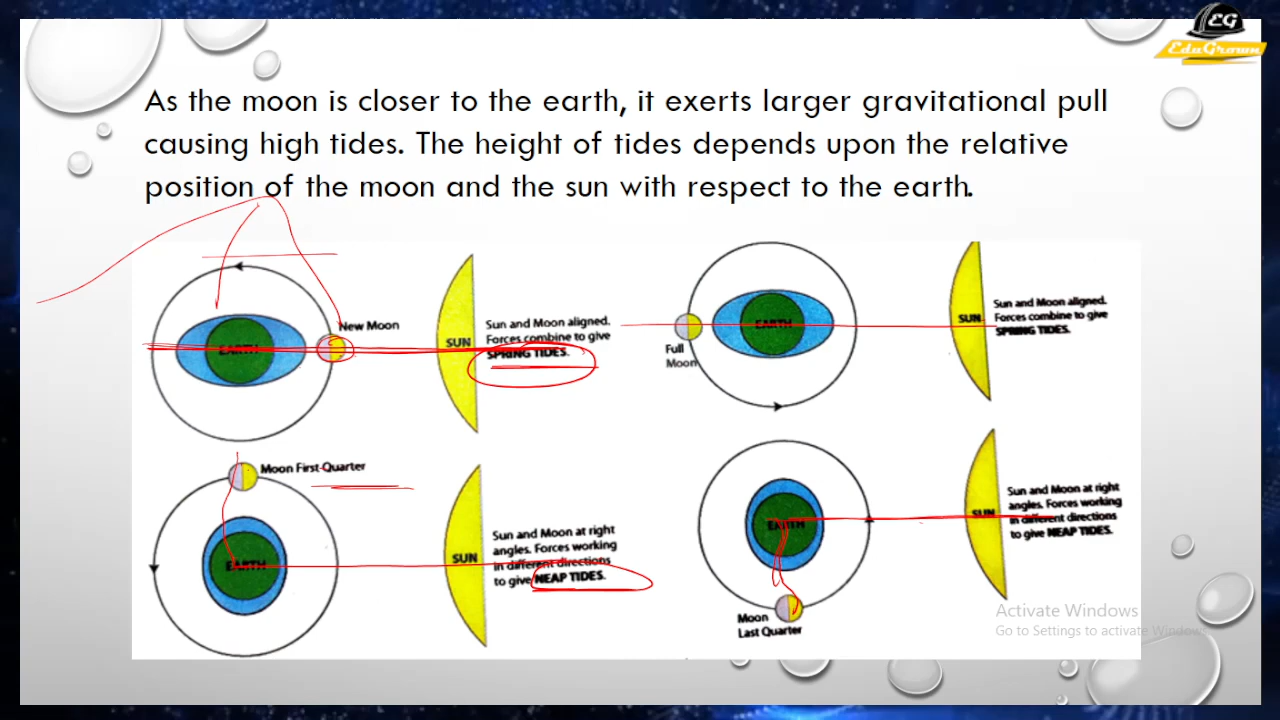 EG
EduGrown
As the moon is closer to the earth, it exerts larger gravitational pull
causing high tides. The height of tides depends upon the relative
position of the moon and the sun with respect to the earth.
EARTH
New Moon
SUN
Sun and Moon aligned.
Forces combine to give
SPRING TIDES.
Full
Moon
EARTH
SUN
Sun and Moon aligned.
Forces combine to give
SPRING TIDES.
Moon First Quarter
EARTH
SUN
Sun and Moon at right
angles. Forces working
in different directions
to give NEAP TIDES.
EARTH
Moon
Last Quarter
SUN
Sun and Moon at right
angles. Forces working
in different directions
to give NEAP TIDES.
Activate Windows
Go to Settings to activate Windows.